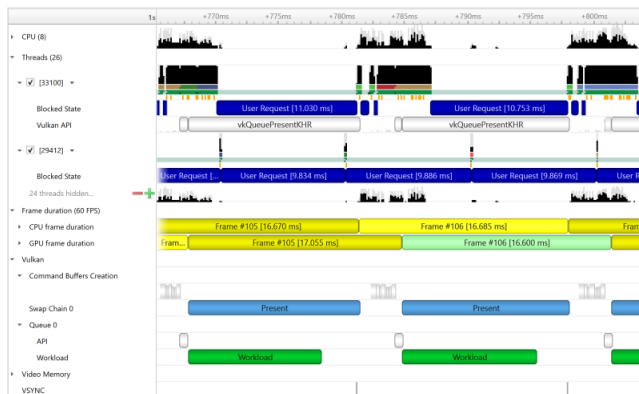 1s +770ms +775ms +780ms +785ms +790ms +795ms +800ms
CPU (8)
Threads (26)
[33100]
Blocked State User Request [11.030 ms] User Request [10.753 ms]
Vulkan API vkQueuePresentKHR vkQueuePresentKHR
[29412]
Blocked State User Request [... User Request [9.834 ms] User Request [9.886 ms] User Request [9.869 ms] User R
24 threads hidden...
Frame duration (60 FPS)
CPU frame duration Frame #105 [16.670 ms] Frame #106 [16.685 ms] Fram
GPU frame duration Fram... Frame #105 [17.055 ms] Frame #106 [16.600 ms]
Vulkan
Command Buffers Creation
Swap Chain 0 Present Present
Queue 0
API
Workload Workload Workload
Video Memory
VSYNC